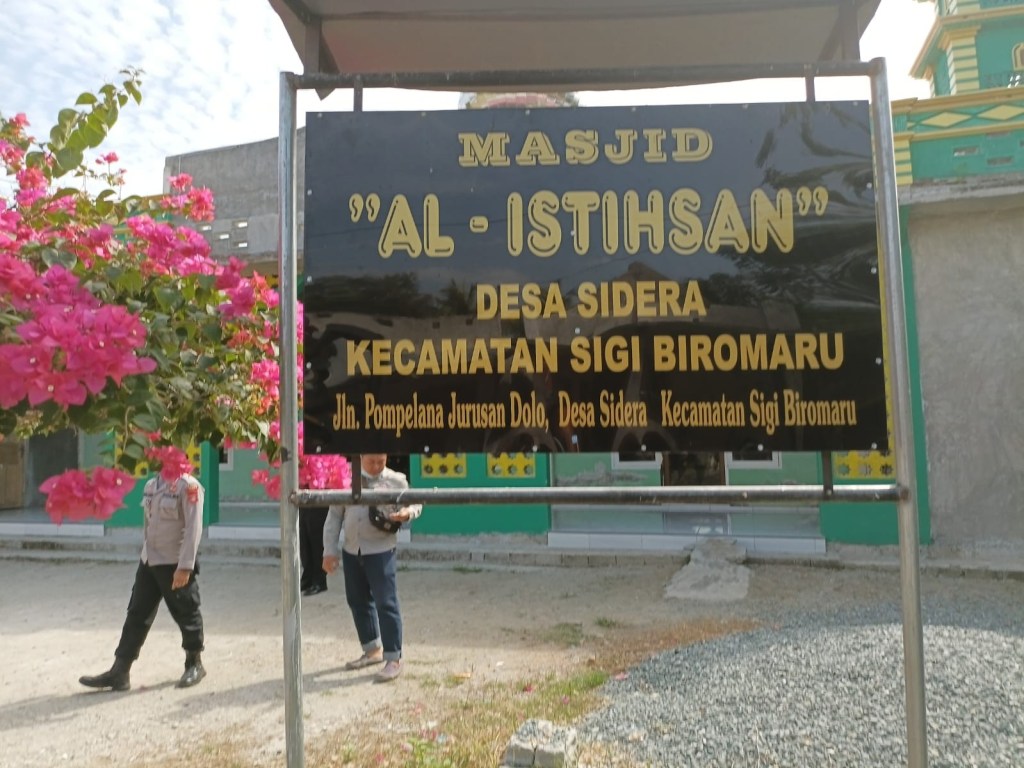 MASJID
"AL - ISTIHSAN"
DESA SIDERA
KECAMATAN SIGI BIROMARU
Jln. Pompelana Jurusan Dolo, Desa Sidera Kecamatan Sigi Biromaru